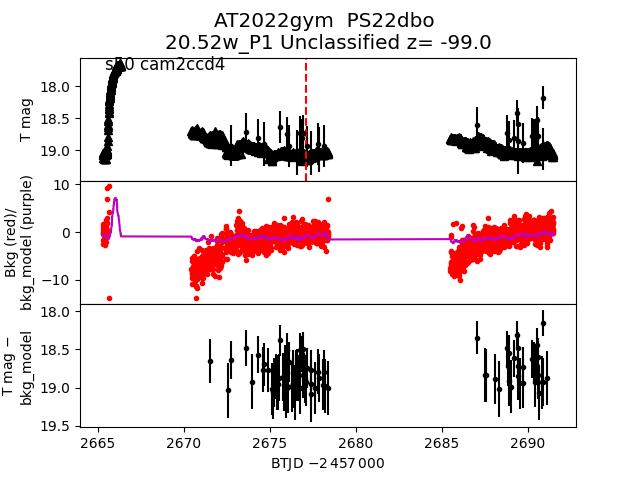 AT2022gym  PS22dbo
20.52w_P1 Unclassified z= -99.0
s50 cam2ccd4
T mag
18.0
18.5
19.0
Bkg (red)/
bkg_model (purple)
10
0
−10
T mag −
bkg_model
18.0
18.5
19.0
19.5
2665 2670 2675 2680 2685 2690
BTJD −2 457 000